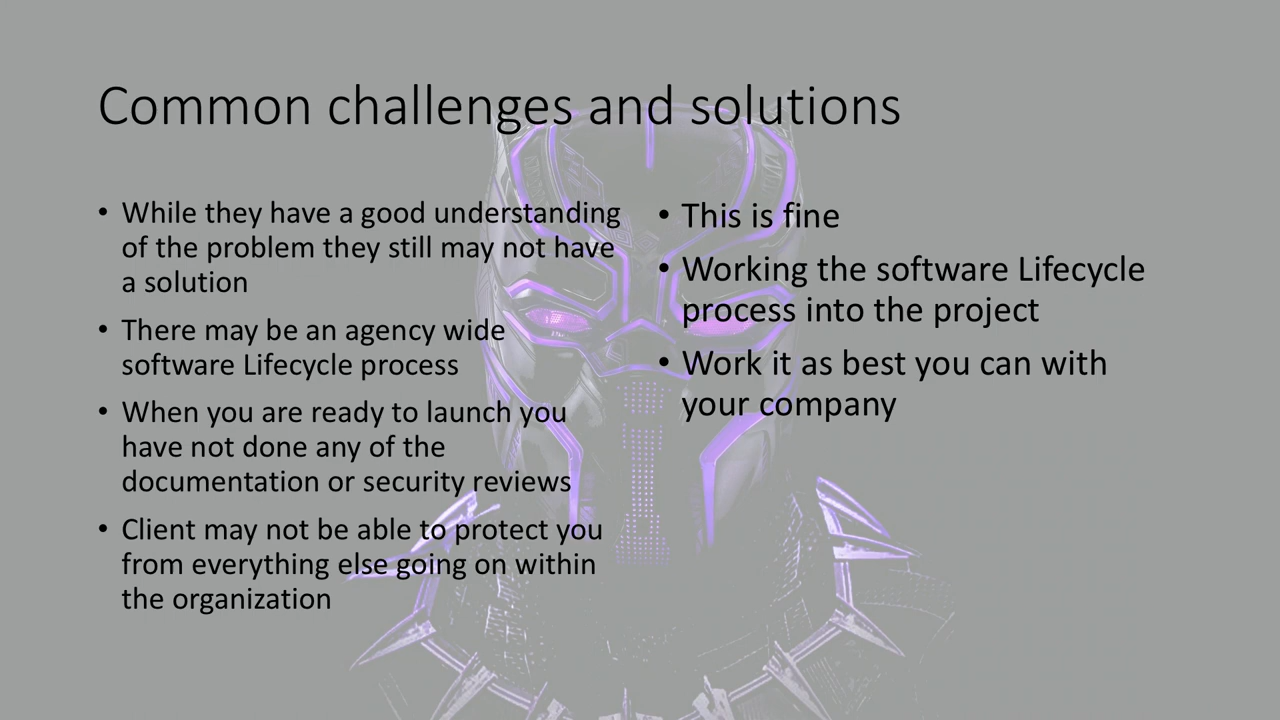 Common challenges and solutions
• While they have a good understanding
of the problem they still may not have
a solution
• There may be an agency wide
software Lifecycle process
• When you are ready to launch you
have not done any of the
documentation or security reviews
• Client may not be able to protect you
from everything else going on within
the organization
• This is fine
• Working the software Lifecycle
process into the project
• Work it as best you can with
your company